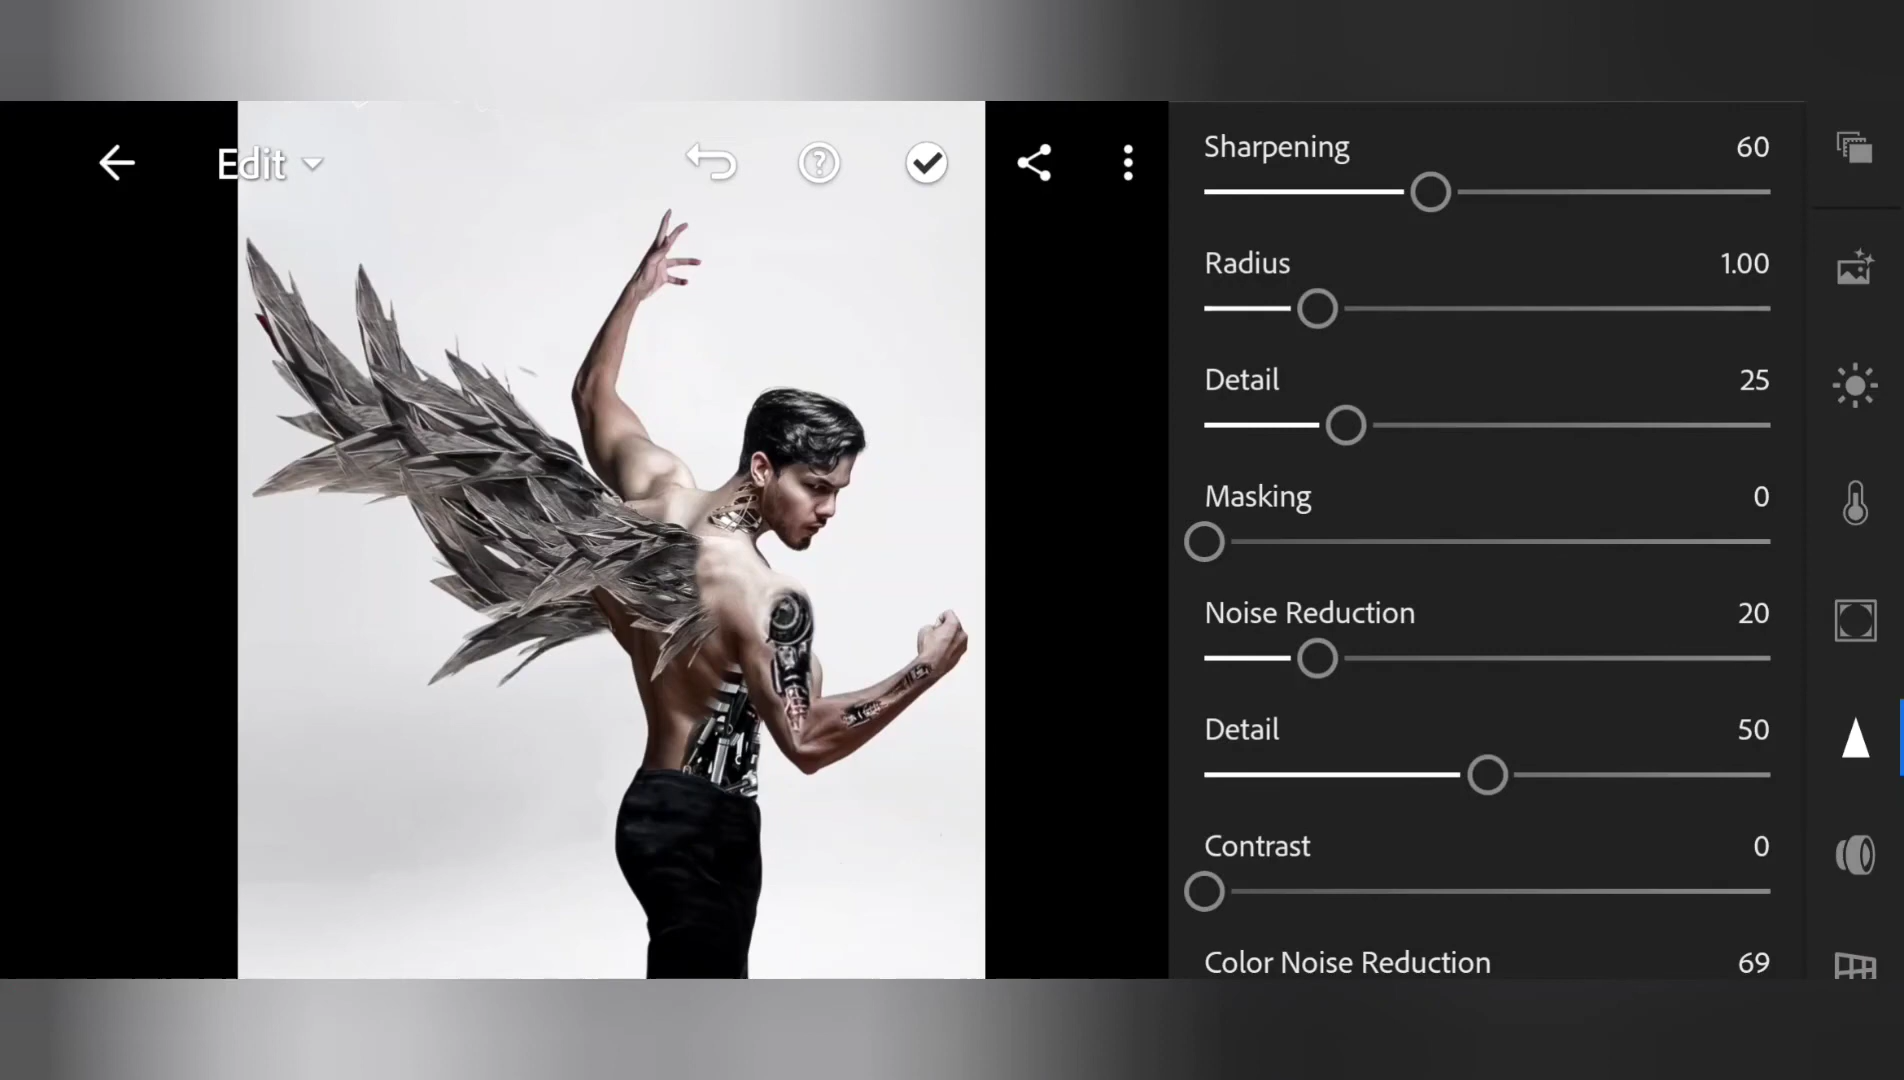 Edit
Sharpening 60
Radius 1.00
Detail 25
Masking 0
Noise Reduction 20
Detail 50
Contrast 0
Color Noise Reduction 69